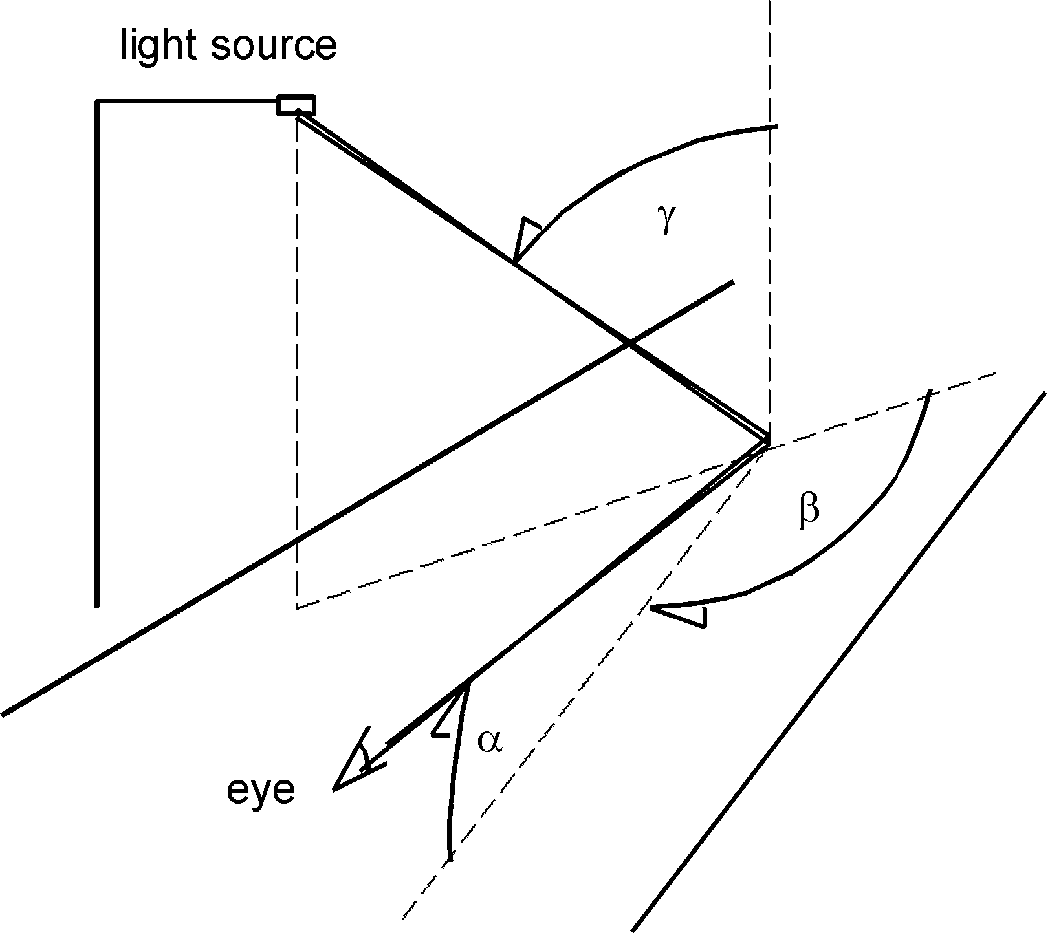 light source
γ
β
α
eye